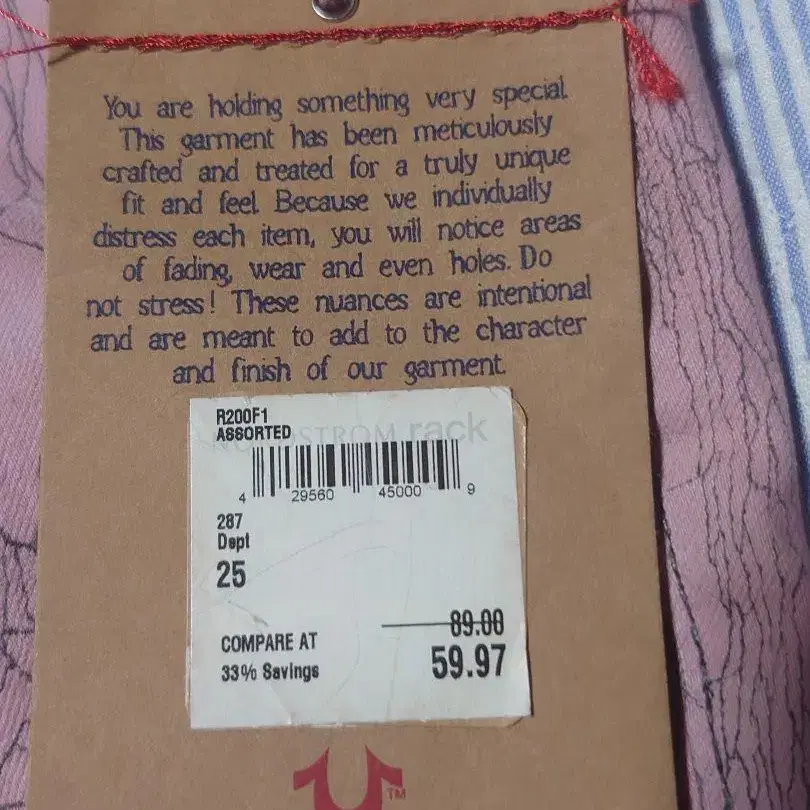 You are holding something very special.
This garment has been meticulously
crafted and treated for a truly unique
fit and feel. Because we individually
distress each item, you will notice areas
of fading, wear and even holes. Do
not stress! These nuances are intentional
and are meant to add to the character
and finish of our garment.
R200F1
ASSORTED
NORDSTROM rack
4 29560 45000 9
287
Dept
25
89.00
COMPARE AT
33% Savings
59.97
TM